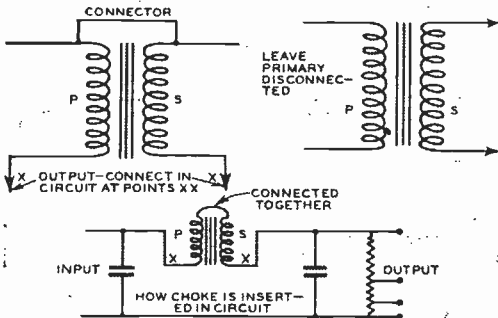 CONNECTOR
P
S
X
X
OUTPUT-CONNECT IN
CIRCUIT AT POINTS XX
LEAVE
PRIMARY
DISCONNEC-
TED
P
S
CONNECTED
TOGETHER
P
S
X
X
INPUT
OUTPUT
HOW CHOKE IS INSERT-
ED IN CIRCUIT